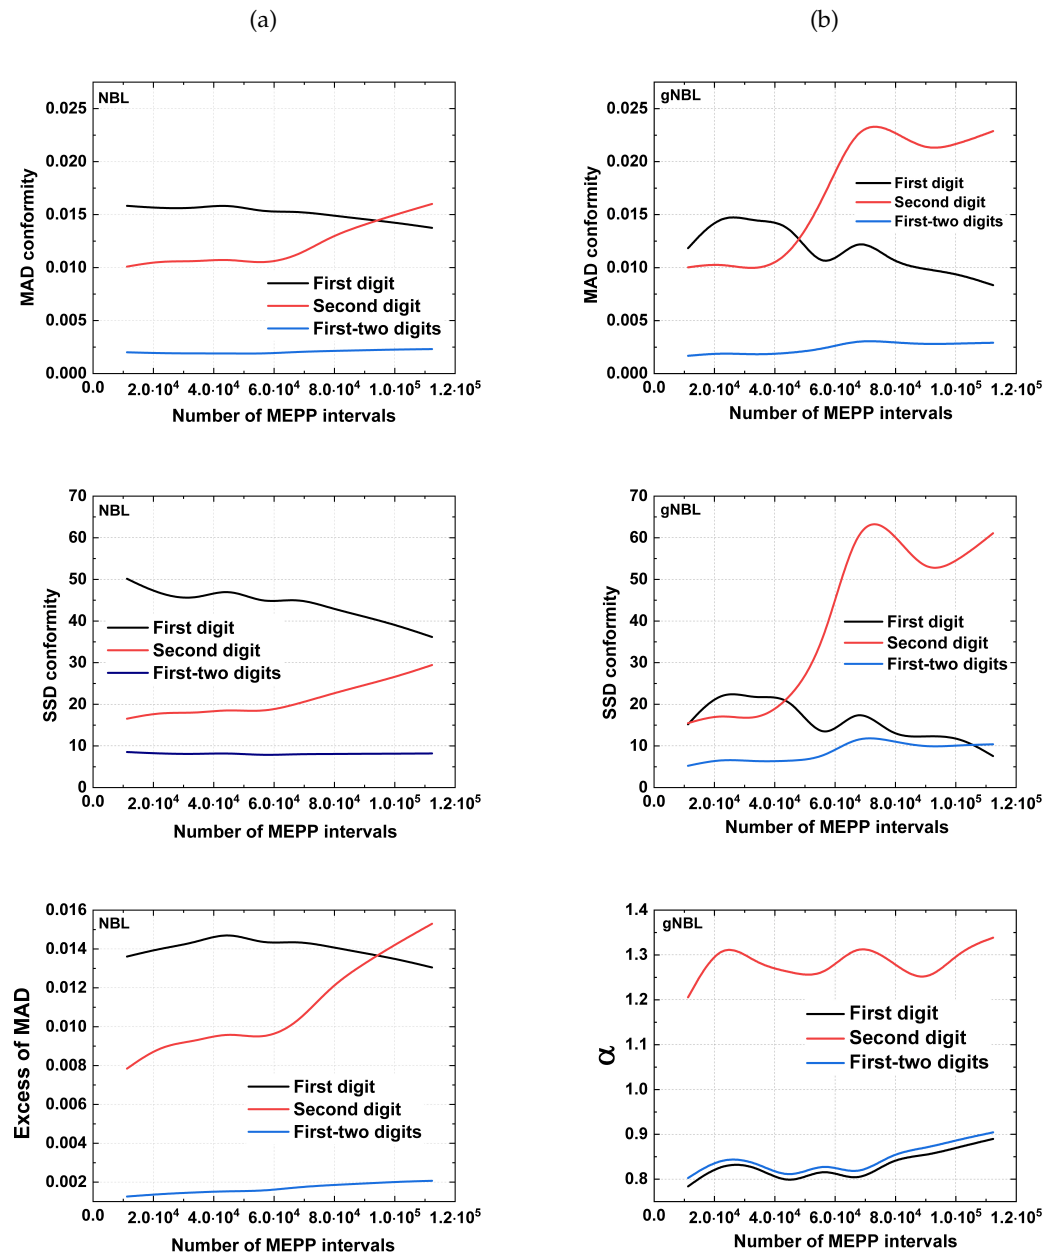 (a) (b)
NBL
0.025
0.020
0.015
0.010
0.005
0.000
MAD conformity
First digit
Second digit
First-two digits
0.0 2.0·10⁴ 4.0·10⁴ 6.0·10⁴ 8.0·10⁴ 1.0·10⁵ 1.2·10⁵
Number of MEPP intervals
gNBL
0.025
0.020
0.015
0.010
0.005
0.000
MAD conformity
First digit
Second digit
First-two digits
0.0 2.0·10⁴ 4.0·10⁴ 6.0·10⁴ 8.0·10⁴ 1.0·10⁵ 1.2·10⁵
Number of MEPP intervals
NBL
70
60
50
40
30
20
10
0
SSD conformity
First digit
Second digit
First-two digits
0.0 2.0·10⁴ 4.0·10⁴ 6.0·10⁴ 8.0·10⁴ 1.0·10⁵ 1.2·10⁵
Number of MEPP intervals
gNBL
70
60
50
40
30
20
10
0
SSD conformity
First digit
Second digit
First-two digits
0.0 2.0·10⁴ 4.0·10⁴ 6.0·10⁴ 8.0·10⁴ 1.0·10⁵ 1.2·10⁵
Number of MEPP intervals
NBL
0.016
0.014
0.012
0.010
0.008
0.006
0.004
0.002
Excess of MAD
First digit
Second digit
First-two digits
0.0 2.0·10⁴ 4.0·10⁴ 6.0·10⁴ 8.0·10⁴ 1.0·10⁵ 1.2·10⁵
Number of MEPP intervals
gNBL
1.4
1.3
1.2
1.1
1.0
0.9
0.8
α
First digit
Second digit
First-two digits
0.0 2.0·10⁴ 4.0·10⁴ 6.0·10⁴ 8.0·10⁴ 1.0·10⁵ 1.2·10⁵
Number of MEPP intervals